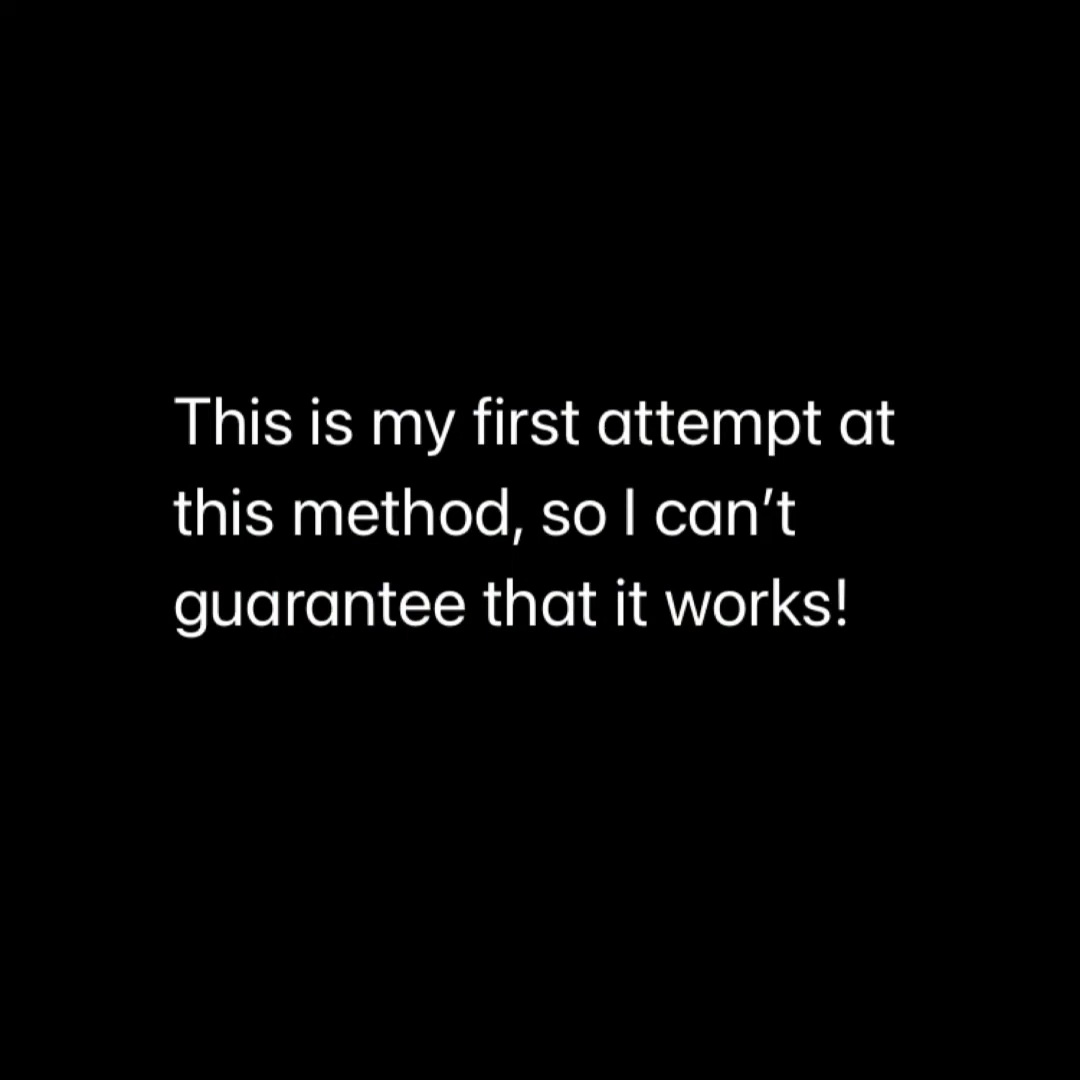 This is my first attempt at
this method, so I can’t
guarantee that it works!